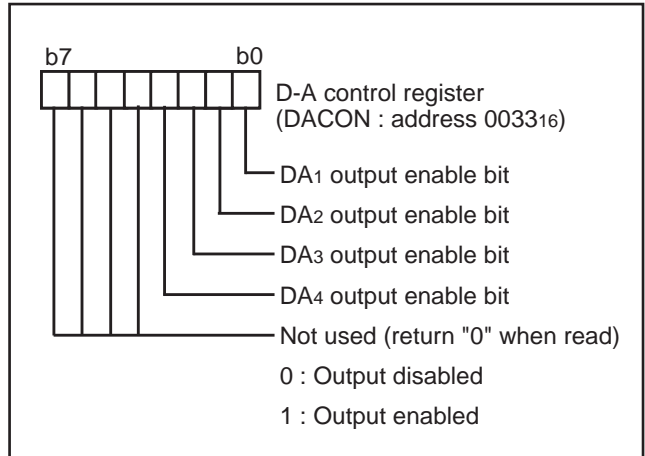 b7 b0
D-A control register
(DACON : address 003316)
DA1 output enable bit
DA2 output enable bit
DA3 output enable bit
DA4 output enable bit
Not used (return "0" when read)
0 : Output disabled
1 : Output enabled